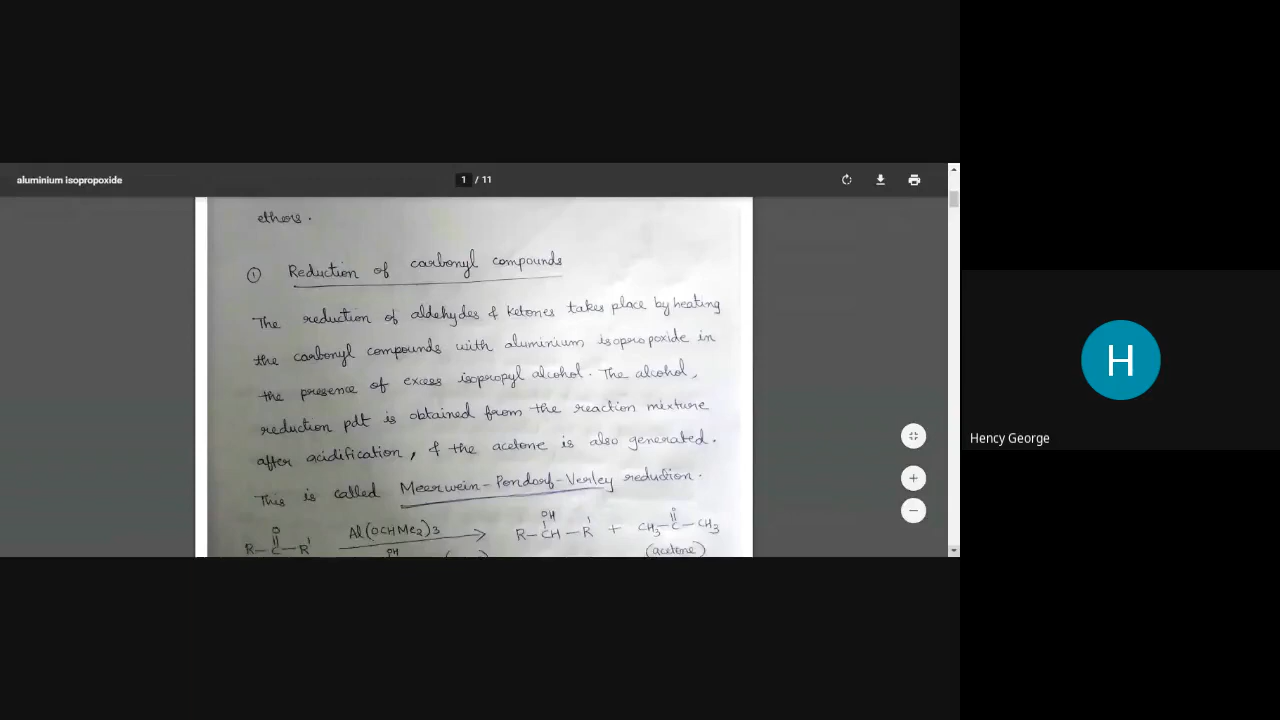 aluminium isopropoxide
1 / 11
ethers.
① Reduction of carbonyl compounds
The reduction of aldehydes & ketones takes place by heating
the carbonyl compounds with aluminium isopropoxide in
the presence of excess isopropyl alcohol. The alcohol,
reduction pdt is obtained from the reaction mixture
after acidification, & the acetone is also generated.
This is called Meerwein-Pondorf-Verley reduction.
O OH O
R-C-R' Al(OCHMe2)3 R-CH-R' + CH3-C-CH3
OH (acetone)
H
Hency George